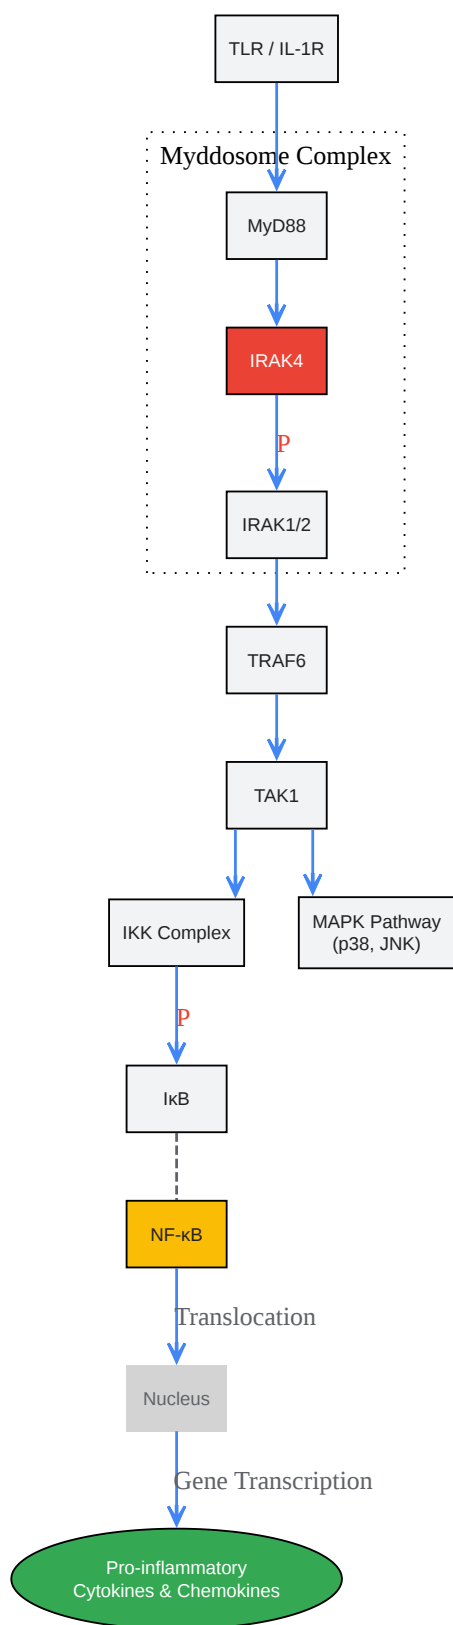 TLR / IL-1R
Myddosome Complex
MyD88
IRAK4
P
IRAK1/2
TRAF6
TAK1
IKK Complex
MAPK Pathway
(p38, JNK)
P
IκB
NF-κB
Translocation
Nucleus
Gene Transcription
Pro-inflammatory
Cytokines & Chemokines